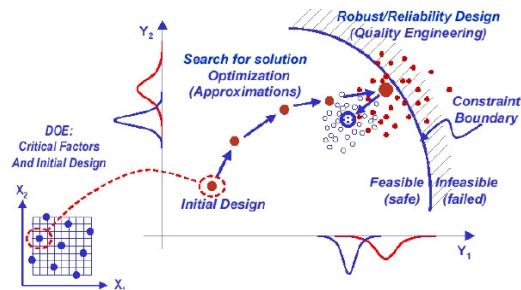 Robust/Reliability Design
(Quality Engineering)
Y2
Search for solution
Optimization
(Approximations)
DOE:
Critical Factors
And Initial Design
Constraint
Boundary
Initial Design
Feasible
(safe)
Infeasible
(failed)
X2
Y1
X1